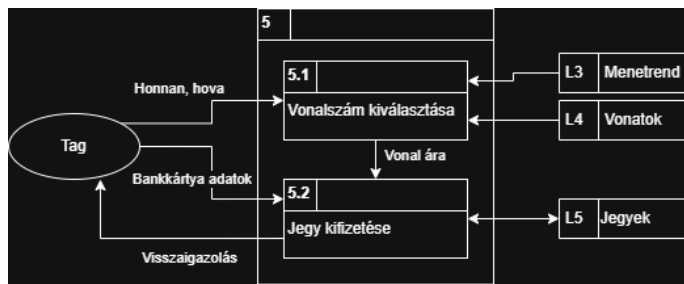 5
5.1
Vonalszám kiválasztása
Honnan, hova
L3 Menetrend
L4 Vonatok
Tag
Vonal ára
Bankkártya adatok
5.2
Jegy kifizetése
L5 Jegyek
Visszaigazolás